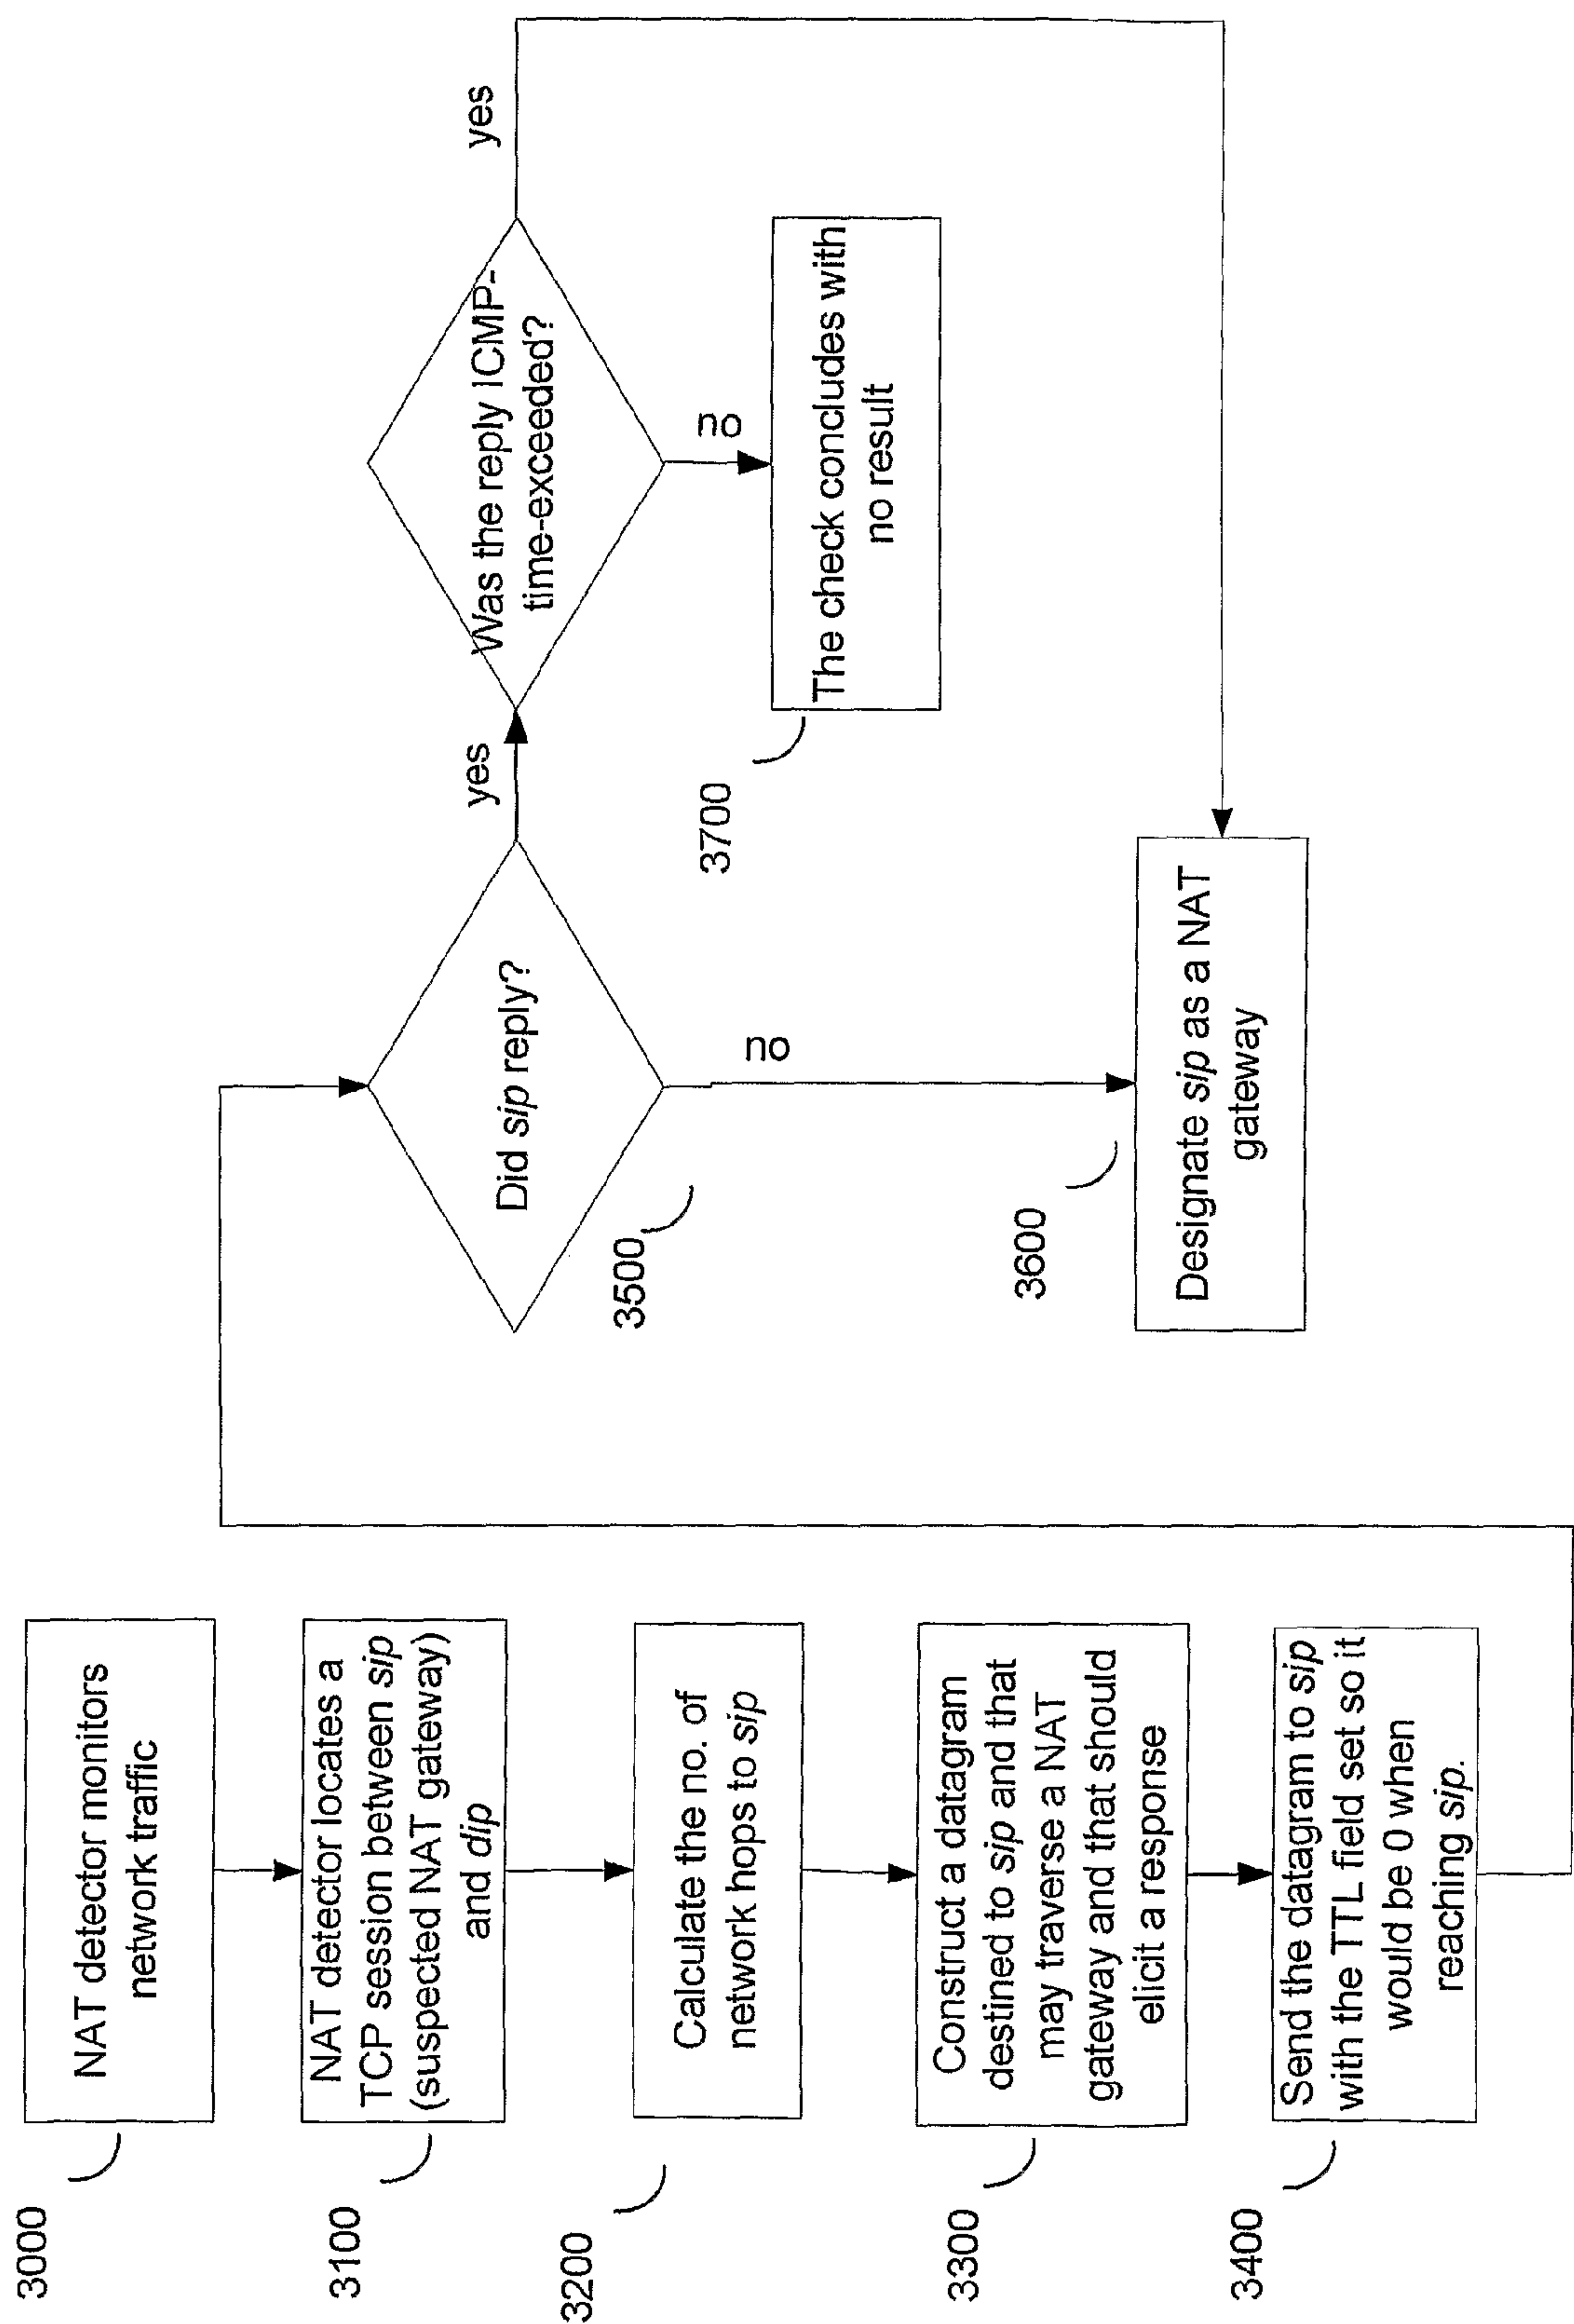 3000
NAT detector monitors
network traffic
3100
NAT detector locates a
TCP session between sip
(suspected NAT gateway)
and dip
3200
Calculate the no. of
network hops to sip
3300
Construct a datagram
destined to sip and that
may traverse a NAT
gateway and that should
elicit a response
3400
Send the datagram to sip
with the TTL field set so it
would be 0 when
reaching sip.
Did sip reply?
3500
yes
no
Was the reply ICMP-
time-exceeded?
yes
no
3700
The check concludes with
no result
3600
Designate sip as a NAT
gateway